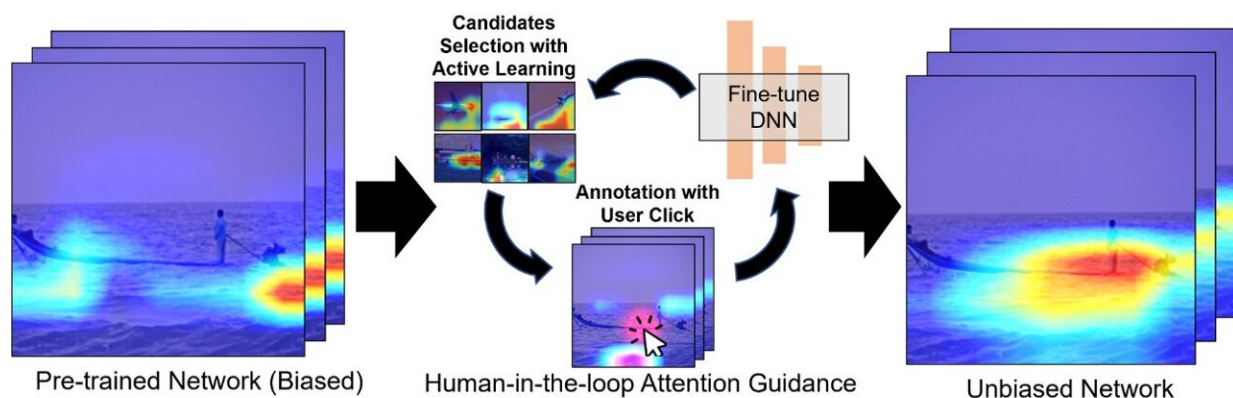 Candidates
Selection with
Active Learning
Fine-tune
DNN
Annotation with
User Click
Pre-trained Network (Biased)
Human-in-the-loop Attention Guidance
Unbiased Network